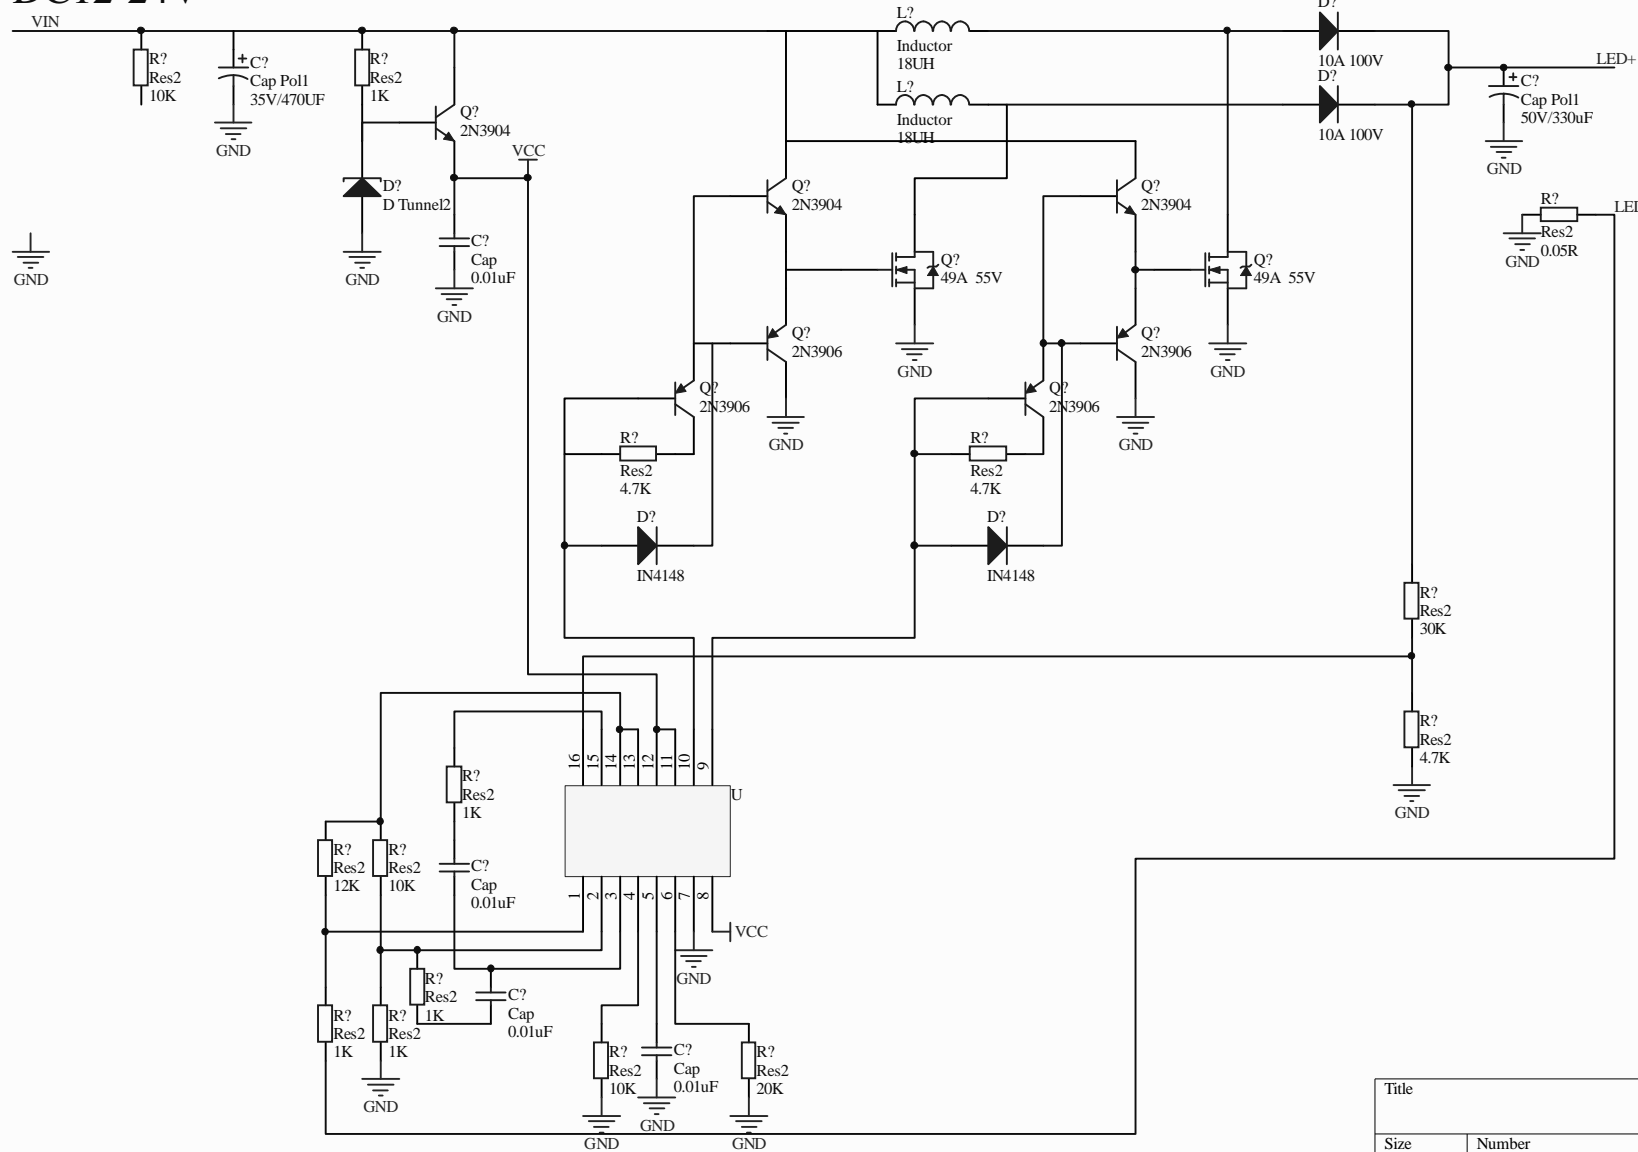 DC12-24V
VIN
R?
Res2
10K
C?
Cap Pol1
35V/470UF
GND
R?
Res2
1K
Q?
2N3904
VCC
D?
D Tunnel2
GND
GND
C?
Cap
0.01uF
GND
L?
Inductor
18UH
L?
Inductor
18UH
D?
10A 100V
D?
10A 100V
LED+
C?
Cap Pol1
50V/330uF
GND
R?
Res2
0.05R
GND
Q?
2N3904
Q?
2N3904
Q?
49A 55V
GND
Q?
49A 55V
GND
Q?
2N3906
GND
Q?
2N3906
GND
Q?
2N3906
Q?
2N3906
R?
Res2
4.7K
R?
Res2
4.7K
D?
IN4148
D?
IN4148
R?
Res2
30K
R?
Res2
4.7K
GND
16
15
14
13
12
11
10
9
U
1
2
3
4
5
6
7
8
VCC
GND
R?
Res2
1K
C?
Cap
0.01uF
R?
Res2
12K
R?
Res2
10K
R?
Res2
1K
C?
Cap
0.01uF
R?
Res2
1K
R?
Res2
1K
GND
R?
Res2
10K
GND
C?
Cap
0.01uF
GND
R?
Res2
20K
GND
Title
Size
Number